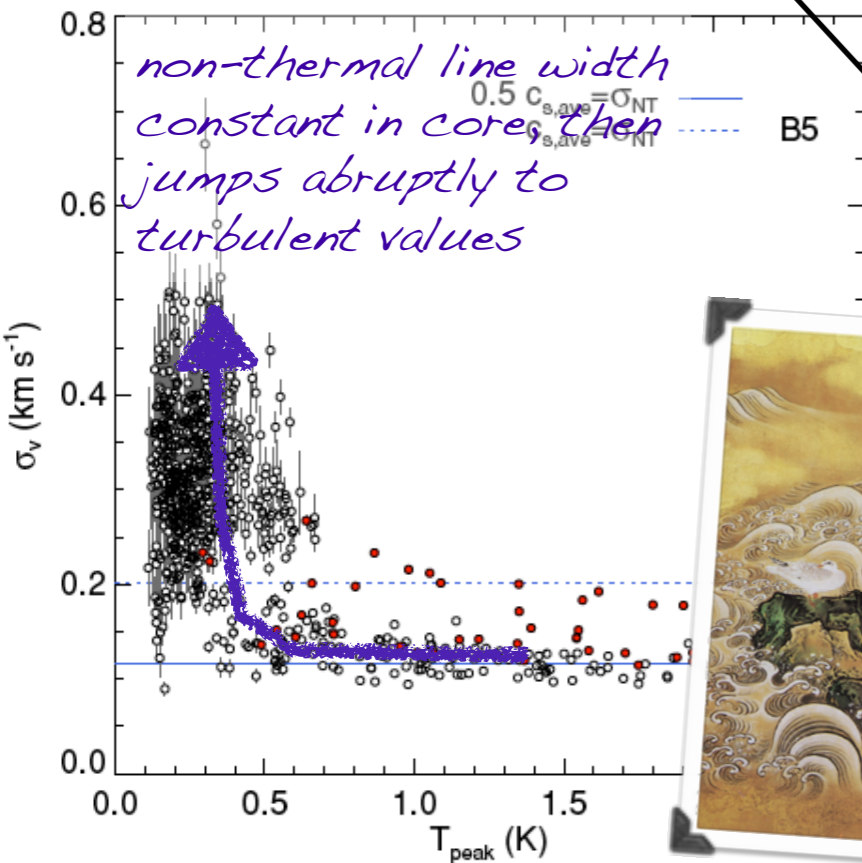 non-thermal line width
constant in core, then
jumps abruptly to
turbulent values
0.5 c_s,ave=σ_NT
c_s,ave=σ_NT
B5
0.8
0.6
0.4
0.2
0.0
σ_v (km s⁻¹)
0.0 0.5 1.0 1.5
T_peak (K)